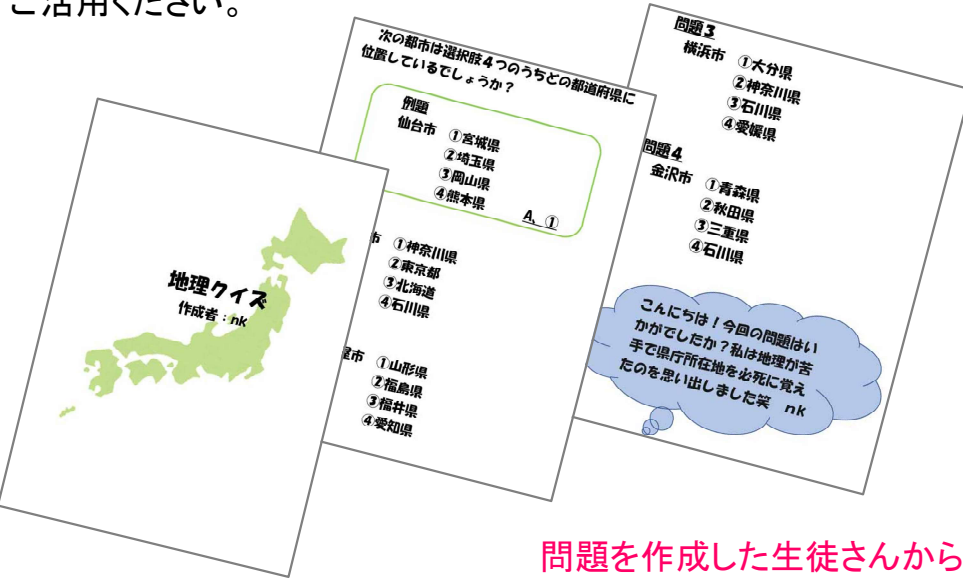 ご活用ください。
地理クイズ
作成者：nk
次の都市は選択肢４つのうちどの都道府県に
位置しているでしょうか？
例題
仙台市 ①宮城県
②埼玉県
③岡山県
④熊本県
A、①
市 ①神奈川県
②東京都
③北海道
④石川県
屋市 ①山形県
②福島県
③福井県
④愛知県
問題３
横浜市 ①大分県
②神奈川県
③石川県
④愛媛県
問題４
金沢市 ①青森県
②秋田県
③三重県
④石川県
こんにちは！今回の問題はい
かがでしたか？私は地理が苦
手で県庁所在地を必死に覚え
たのを思い出しました笑 nk
問題を作成した生徒さんから